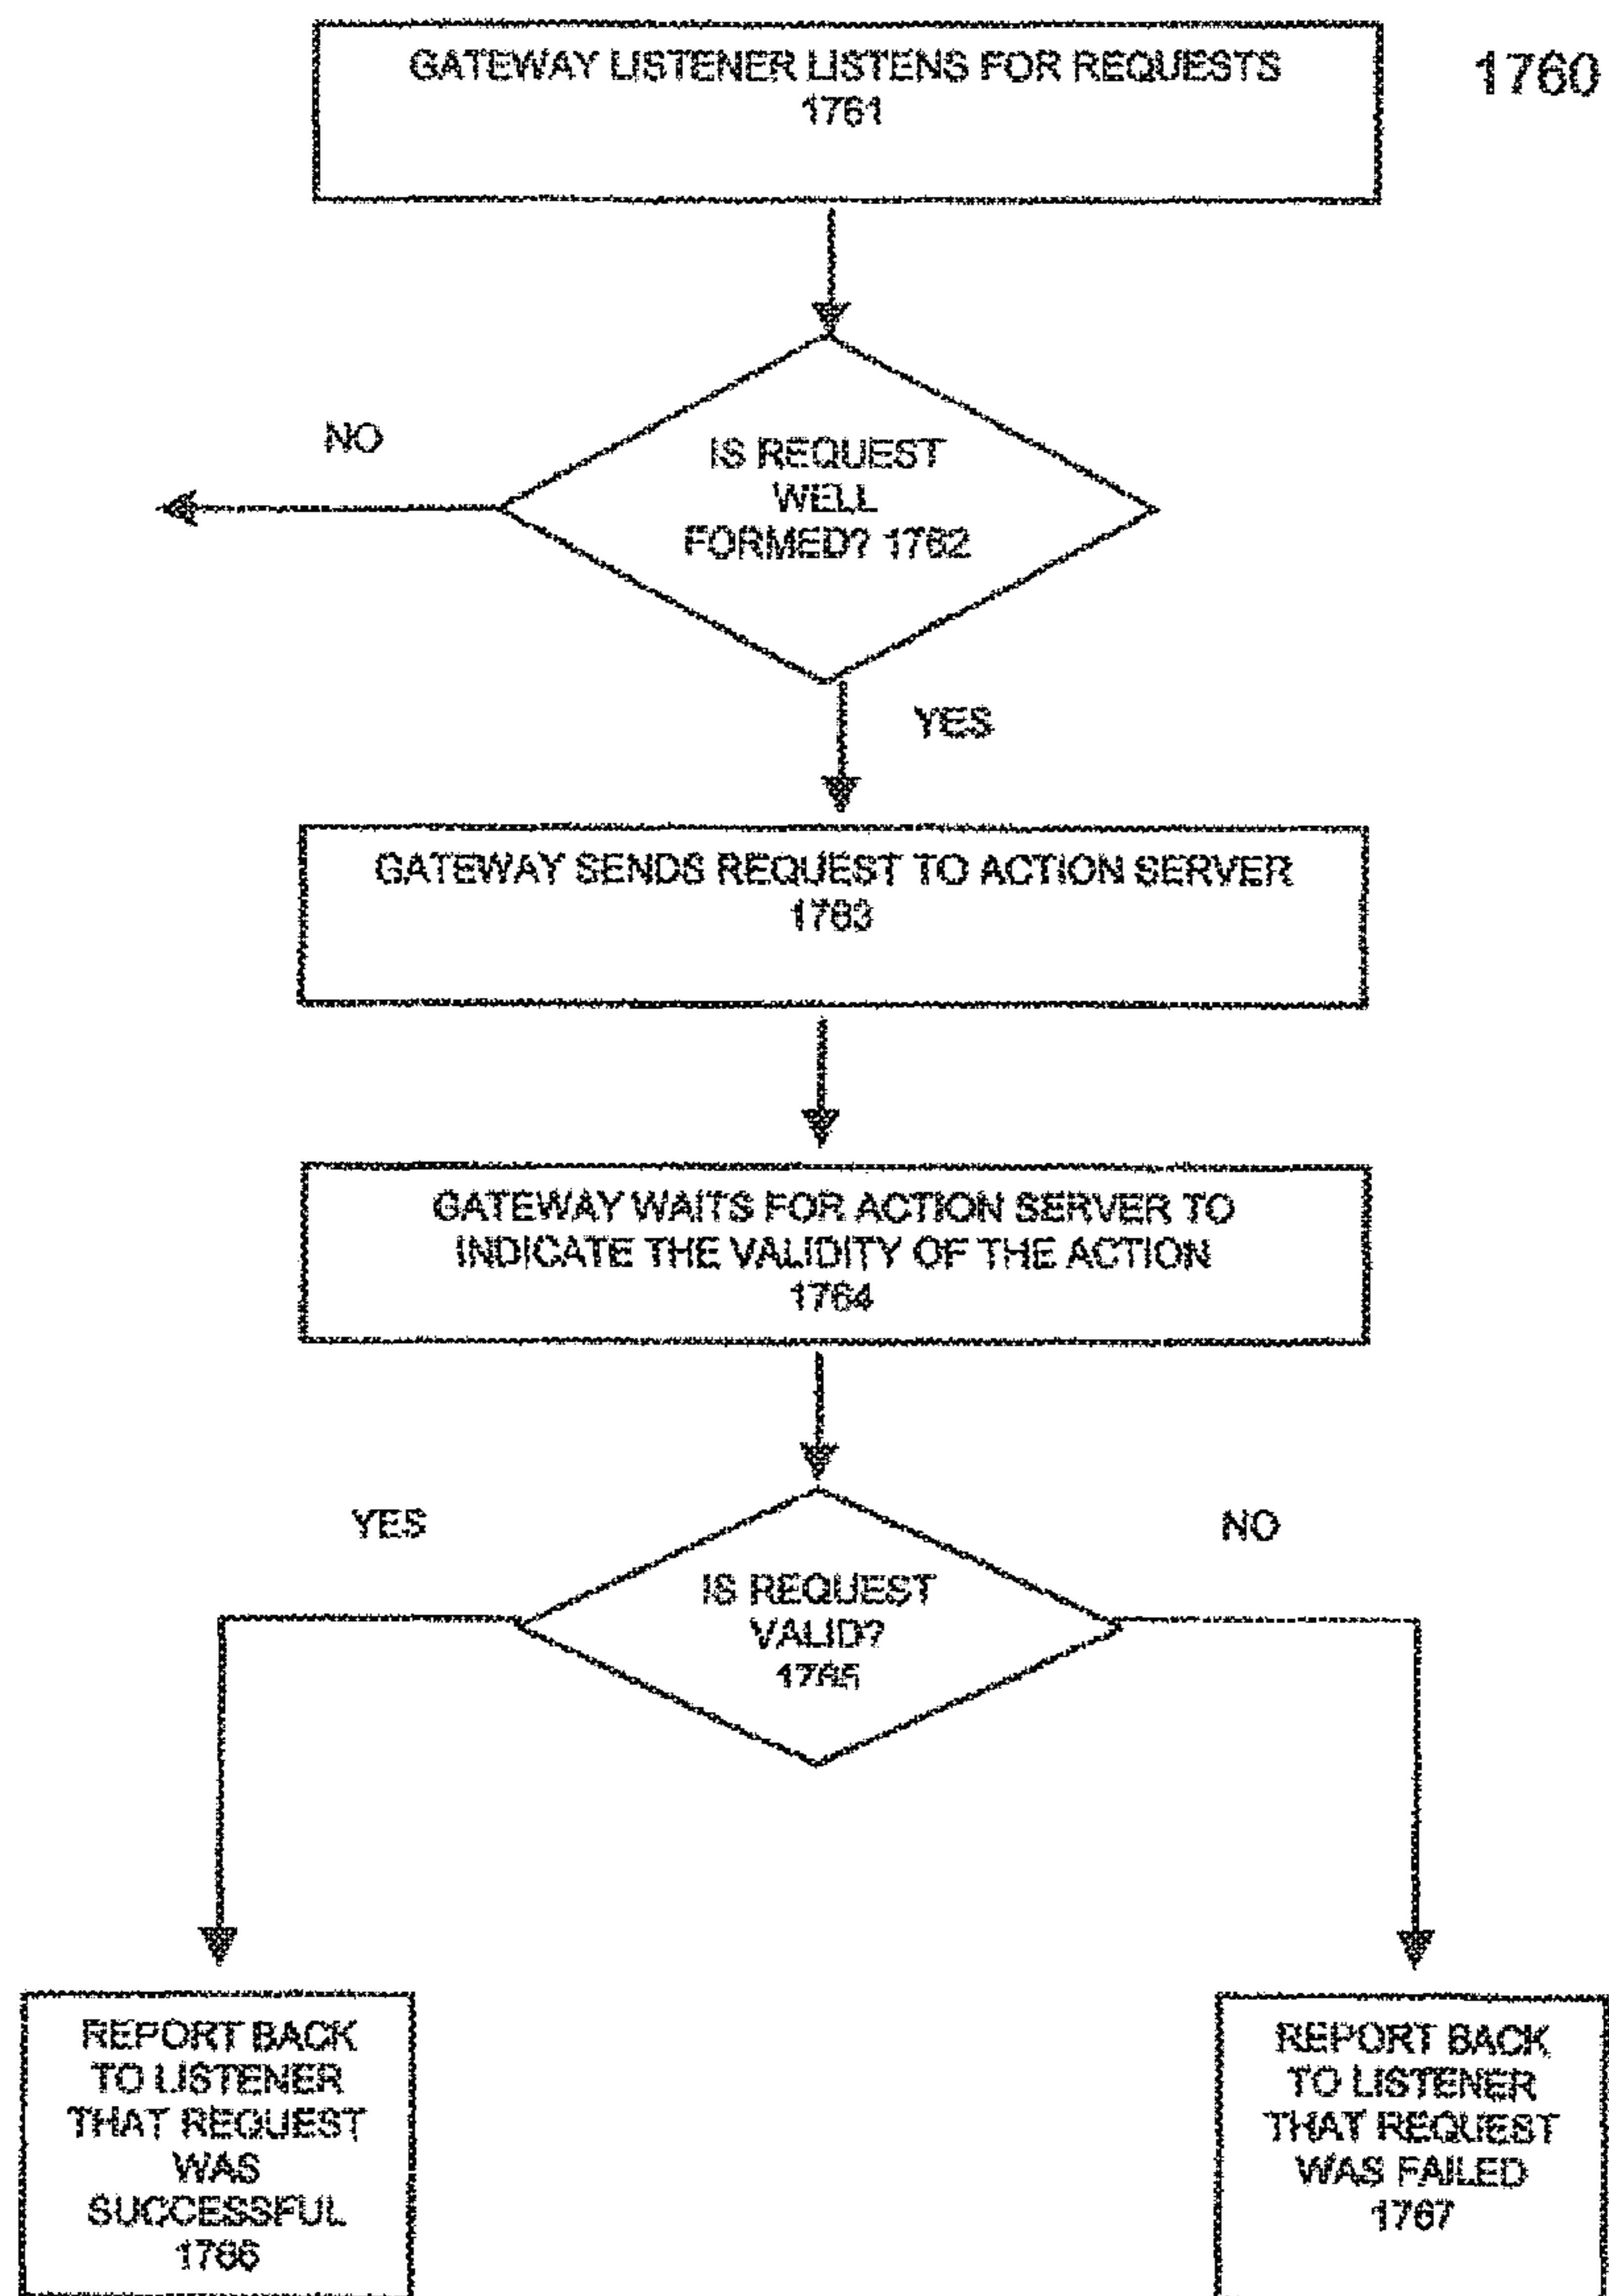 GATEWAY LISTENER LISTENS FOR REQUESTS
1761
1760
NO
IS REQUEST
WELL
FORMED? 1762
YES
GATEWAY SENDS REQUEST TO ACTION SERVER
1763
GATEWAY WAITS FOR ACTION SERVER TO
INDICATE THE VALIDITY OF THE ACTION
1764
YES
NO
IS REQUEST
VALID?
1765
REPORT BACK
TO LISTENER
THAT REQUEST
WAS
SUCCESSFUL
1766
REPORT BACK
TO LISTENER
THAT REQUEST
WAS FAILED
1767